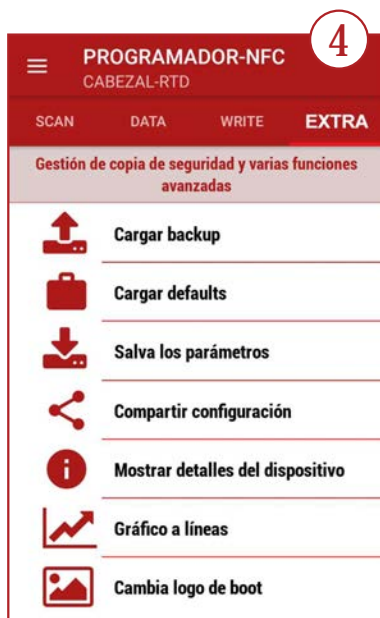 4
PROGRAMADOR-NFC
CABEZAL-RTD
SCAN DATA WRITE EXTRA
Gestión de copia de seguridad y varias funciones
avanzadas
Cargar backup
Cargar defaults
Salva los parámetros
Compartir configuración
Mostrar detalles del dispositivo
Gráfico a líneas
Cambia logo de boot